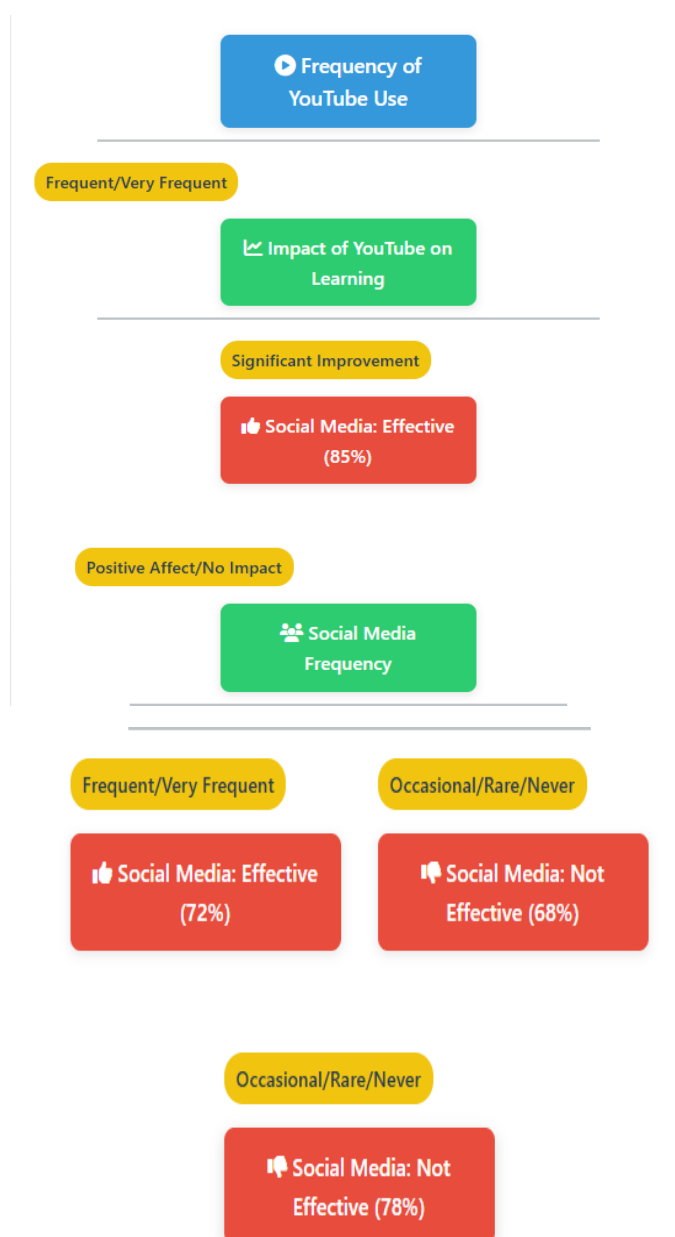 Frequency of
YouTube Use
Frequent/Very Frequent
Impact of YouTube on
Learning
Significant Improvement
Social Media: Effective
(85%)
Positive Affect/No Impact
Social Media
Frequency
Frequent/Very Frequent
Occasional/Rare/Never
Social Media: Effective
(72%)
Social Media: Not
Effective (68%)
Occasional/Rare/Never
Social Media: Not
Effective (78%)